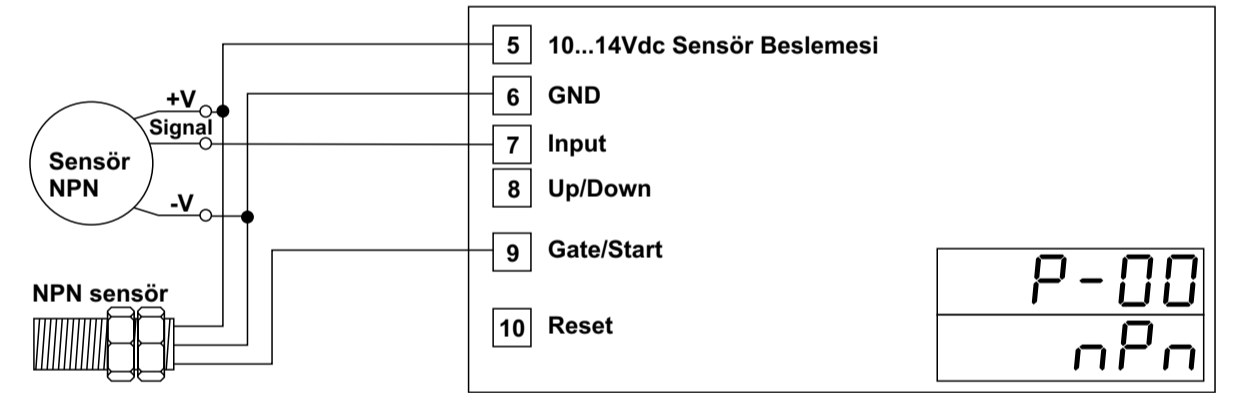 5 10...14Vdc Sensör Beslemesi
+V
6 GND
Signal
7 Input
Sensör
NPN
8 Up/Down
-V
9 Gate/Start
P-00
NPN sensör
10 Reset
nPn